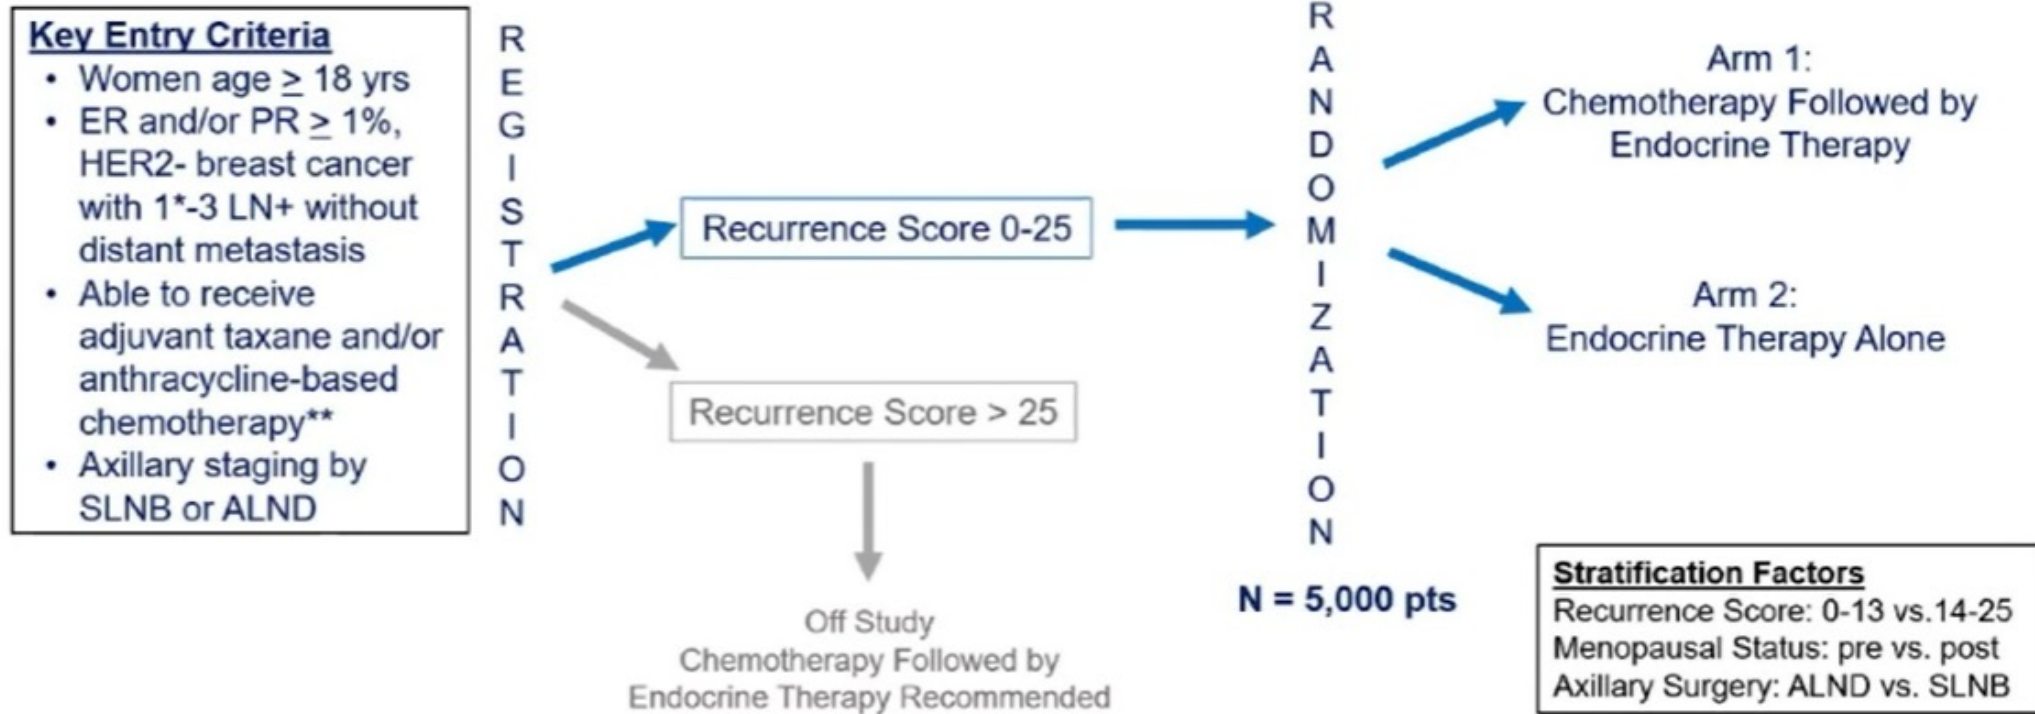 Key Entry Criteria
• Women age ≥ 18 yrs
• ER and/or PR ≥ 1%,
HER2- breast cancer
with 1*-3 LN+ without
distant metastasis
• Able to receive
adjuvant taxane and/or
anthracycline-based
chemotherapy**
• Axillary staging by
SLNB or ALND
REGISTRATION
Recurrence Score 0-25
Recurrence Score > 25
Off Study
Chemotherapy Followed by
Endocrine Therapy Recommended
RANDOMIZATION
N = 5,000 pts
Arm 1:
Chemotherapy Followed by
Endocrine Therapy
Arm 2:
Endocrine Therapy Alone
Stratification Factors
Recurrence Score: 0-13 vs.14-25
Menopausal Status: pre vs. post
Axillary Surgery: ALND vs. SLNB